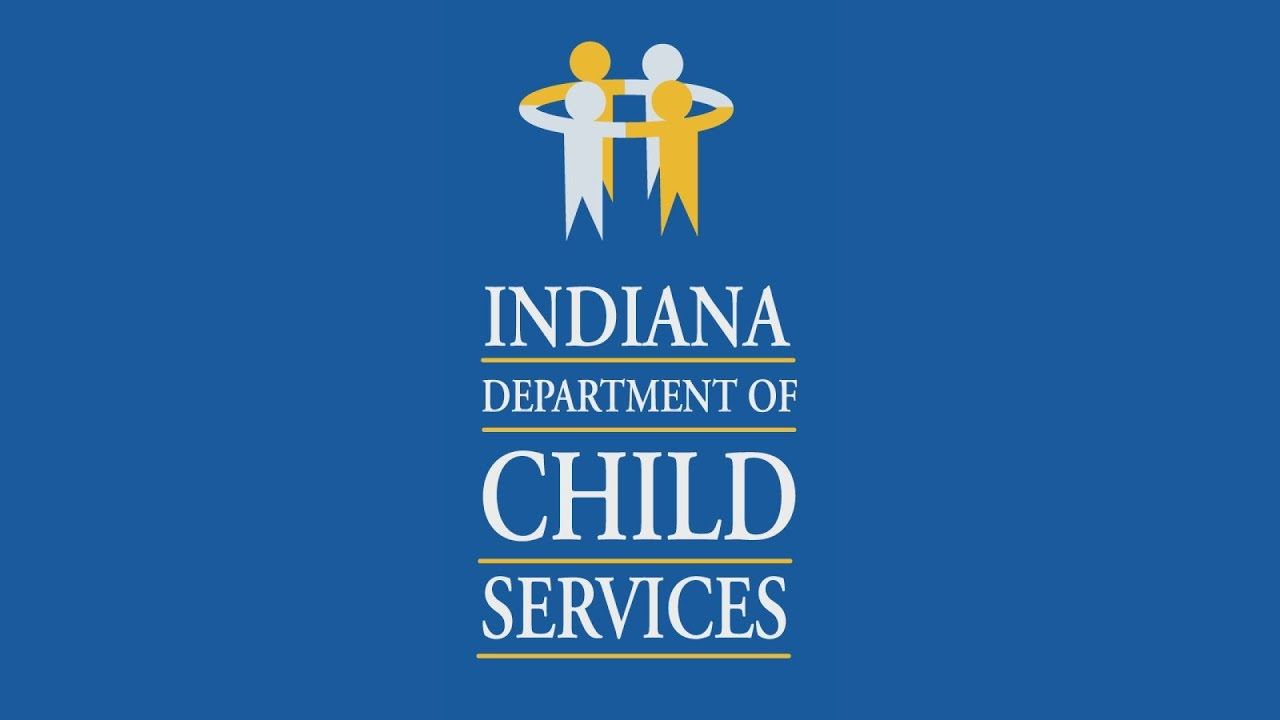 INDIANA
DEPARTMENT OF
CHILD
SERVICES